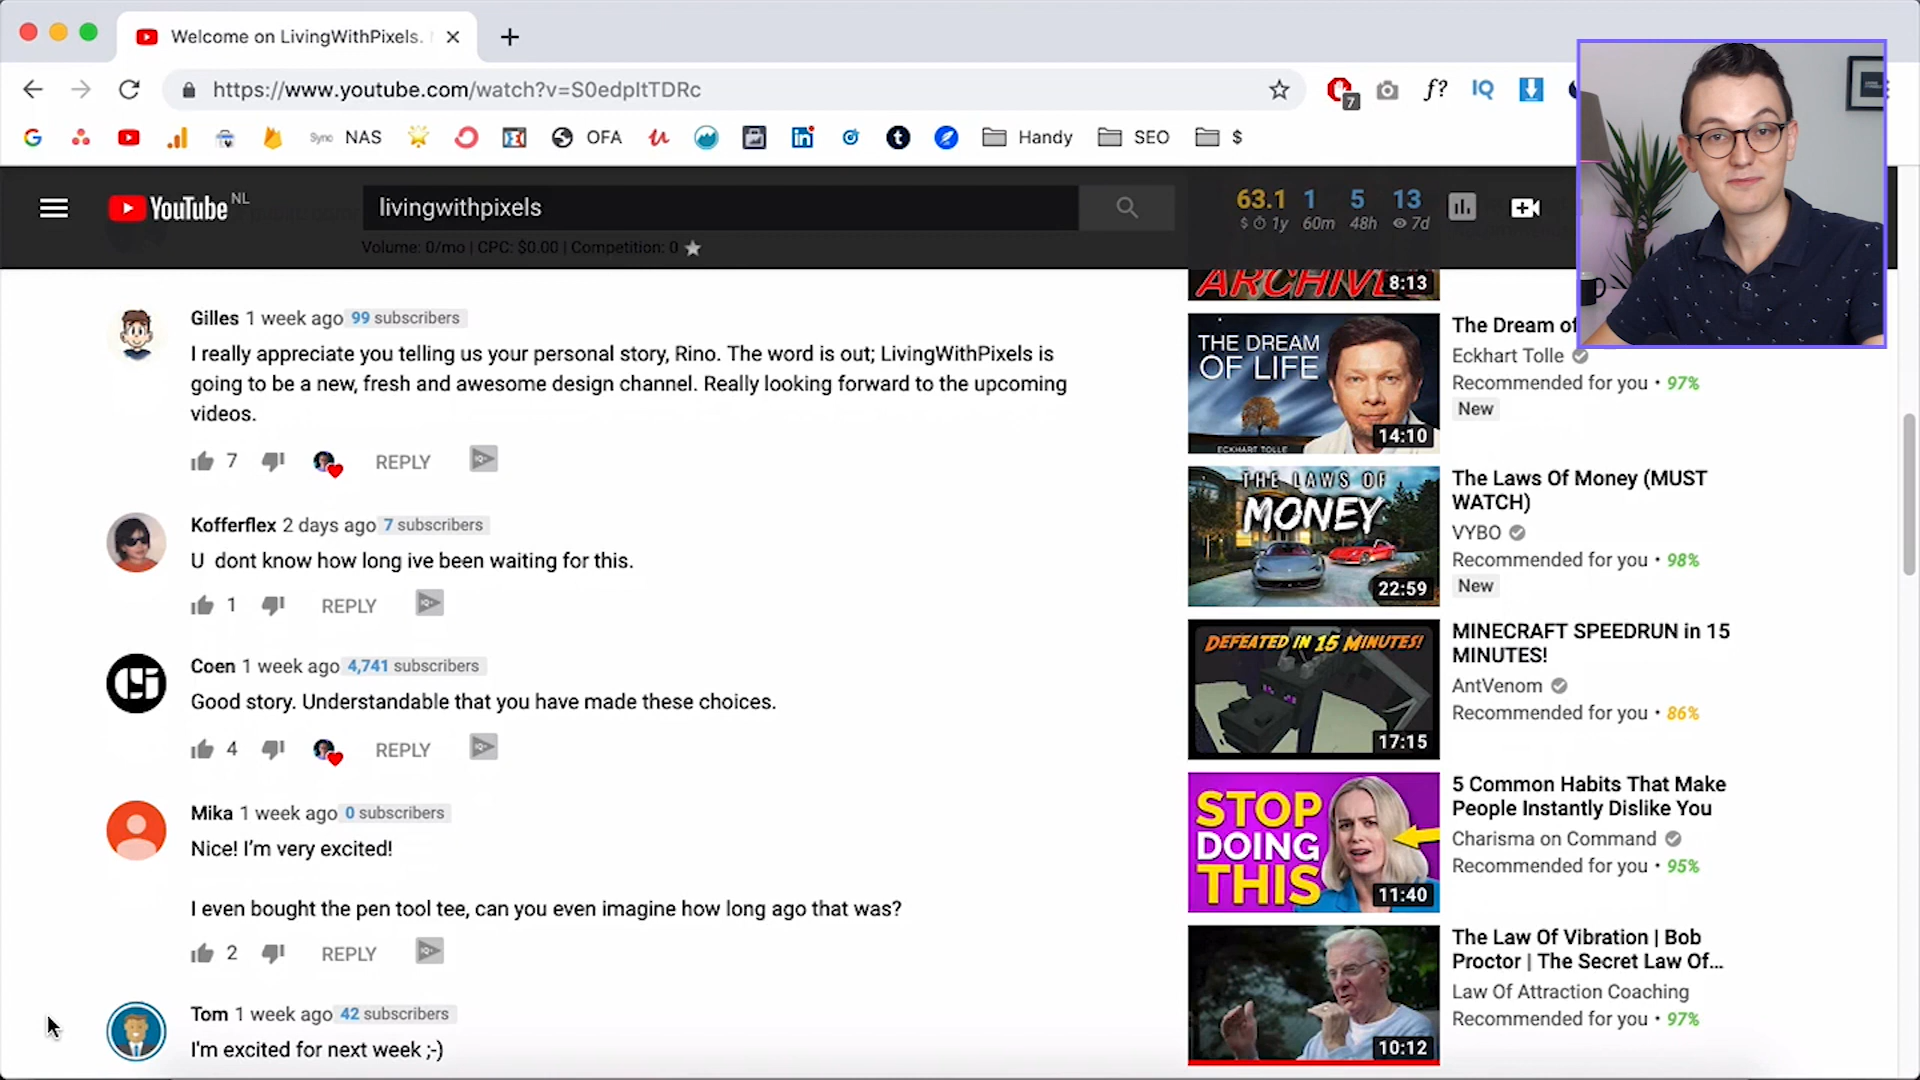 Welcome on LivingWithPixels.
https://www.youtube.com/watch?v=S0edpItTDRc
7
f?
IQ
G
Sync
NAS
OFA
Handy
SEO
$
YouTube NL
livingwithpixels
63.1
1
5
13
$
1y
60m
48h
7d
Volume: 0/mo | CPC: $0.00 | Competition: 0
Gilles 1 week ago 99 subscribers
I really appreciate you telling us your personal story, Rino. The word is out; LivingWithPixels is
going to be a new, fresh and awesome design channel. Really looking forward to the upcoming
videos.
7
REPLY
Kofferflex 2 days ago 7 subscribers
U dont know how long ive been waiting for this.
1
REPLY
Coen 1 week ago 4,741 subscribers
Good story. Understandable that you have made these choices.
4
REPLY
Mika 1 week ago 0 subscribers
Nice! I'm very excited!
I even bought the pen tool tee, can you even imagine how long ago that was?
2
REPLY
Tom 1 week ago 42 subscribers
I'm excited for next week ;-)
ARCHIVE
8:13
THE DREAM
OF LIFE
ECKHART TOLLE
14:10
The Dream of
Eckhart Tolle
Recommended for you • 97%
New
THE LAWS OF
MONEY
22:59
The Laws Of Money (MUST
WATCH)
VYBO
Recommended for you • 98%
New
DEFEATED IN 15 MINUTES!
17:15
MINECRAFT SPEEDRUN in 15
MINUTES!
AntVenom
Recommended for you • 86%
STOP
DOING
THIS
11:40
5 Common Habits That Make
People Instantly Dislike You
Charisma on Command
Recommended for you • 95%
10:12
The Law Of Vibration | Bob
Proctor | The Secret Law Of...
Law Of Attraction Coaching
Recommended for you • 97%